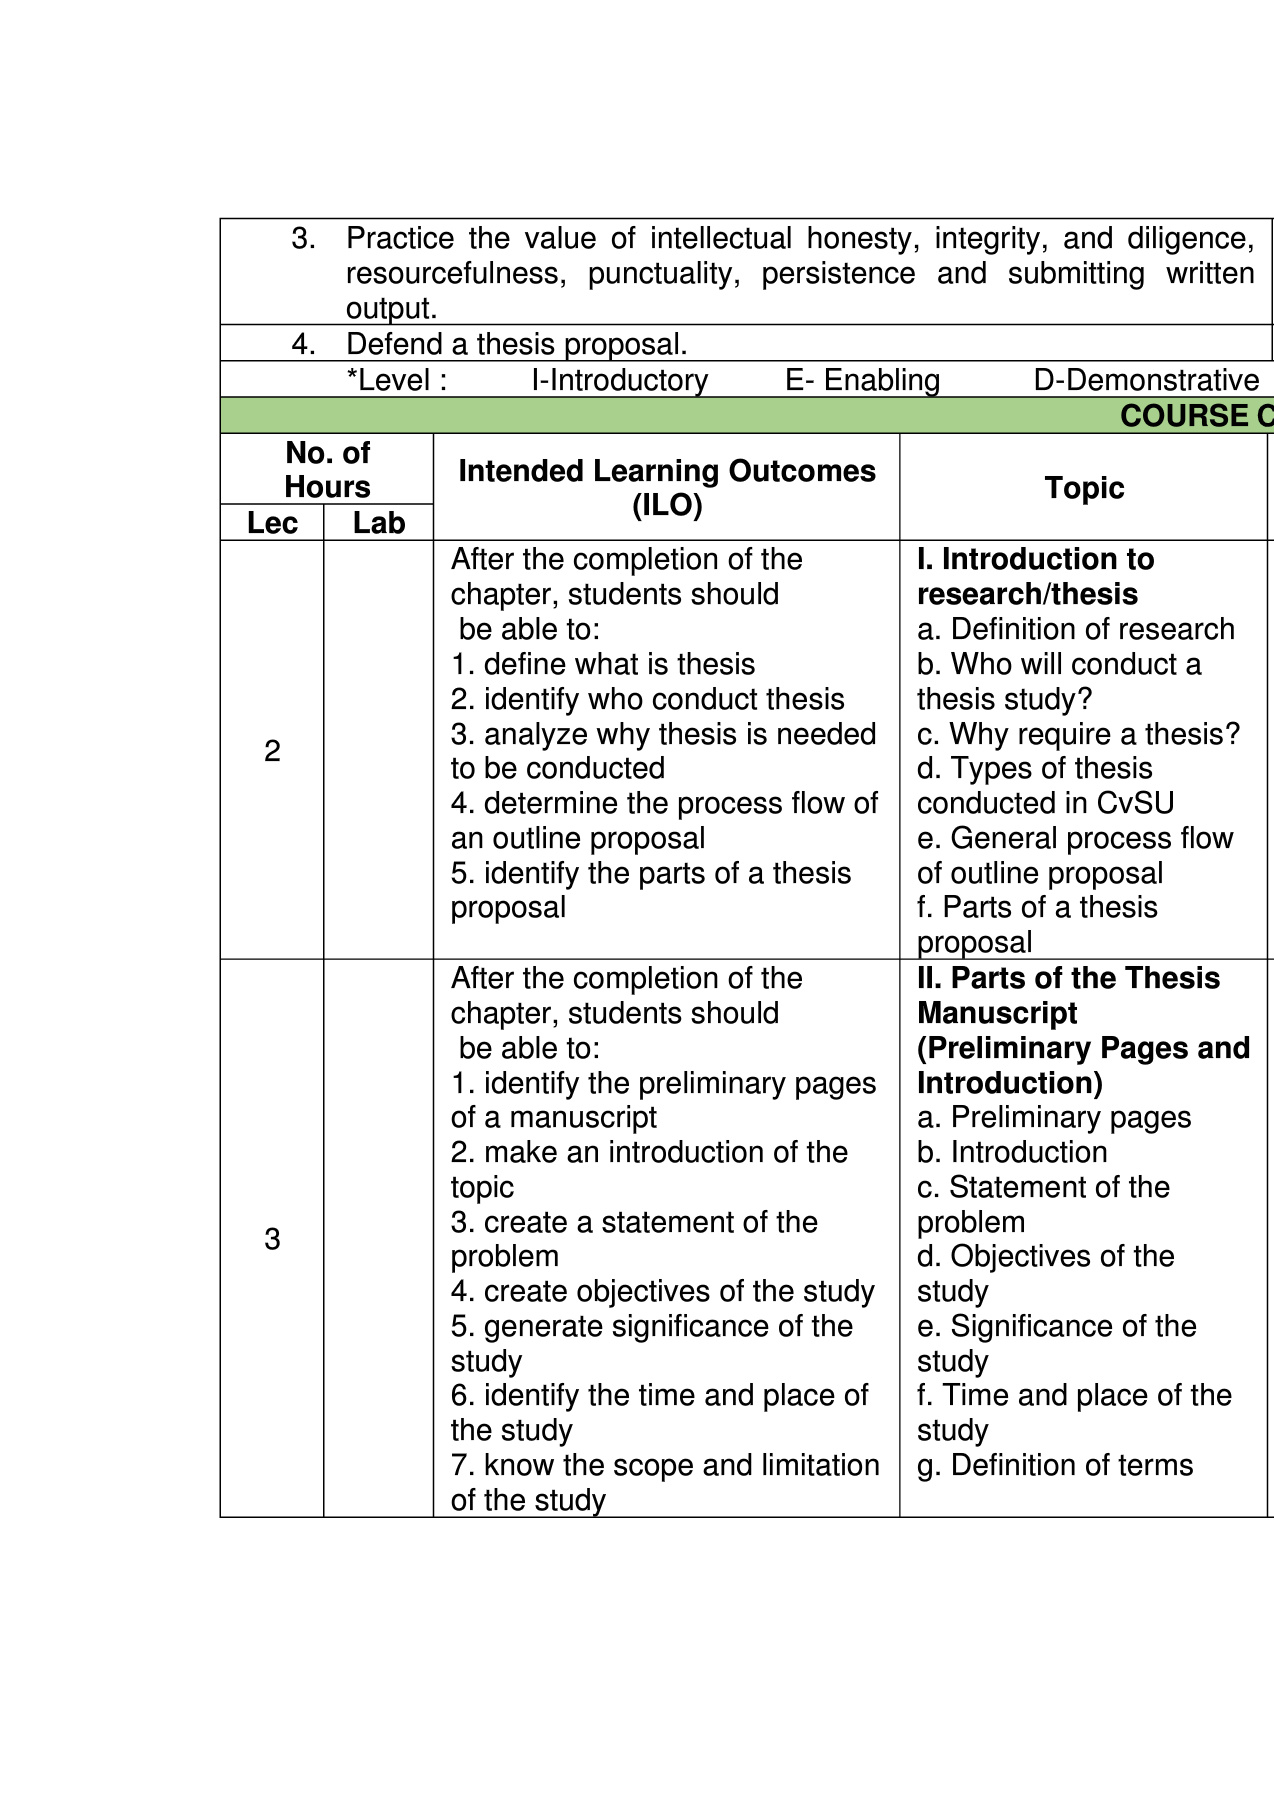 3. Practice the value of intellectual honesty, integrity, and diligence,
resourcefulness, punctuality, persistence and submitting written
output.
4. Defend a thesis proposal.
*Level : I-Introductory E- Enabling D-Demonstrative
COURSE C
No. of
Hours
Lec Lab
Intended Learning Outcomes
(ILO)
Topic
2
After the completion of the
chapter, students should
be able to:
1. define what is thesis
2. identify who conduct thesis
3. analyze why thesis is needed
to be conducted
4. determine the process flow of
an outline proposal
5. identify the parts of a thesis
proposal
I. Introduction to
research/thesis
a. Definition of research
b. Who will conduct a
thesis study?
c. Why require a thesis?
d. Types of thesis
conducted in CvSU
e. General process flow
of outline proposal
f. Parts of a thesis
proposal
3
After the completion of the
chapter, students should
be able to:
1. identify the preliminary pages
of a manuscript
2. make an introduction of the
topic
3. create a statement of the
problem
4. create objectives of the study
5. generate significance of the
study
6. identify the time and place of
the study
7. know the scope and limitation
of the study
II. Parts of the Thesis
Manuscript
(Preliminary Pages and
Introduction)
a. Preliminary pages
b. Introduction
c. Statement of the
problem
d. Objectives of the
study
e. Significance of the
study
f. Time and place of the
study
g. Definition of terms